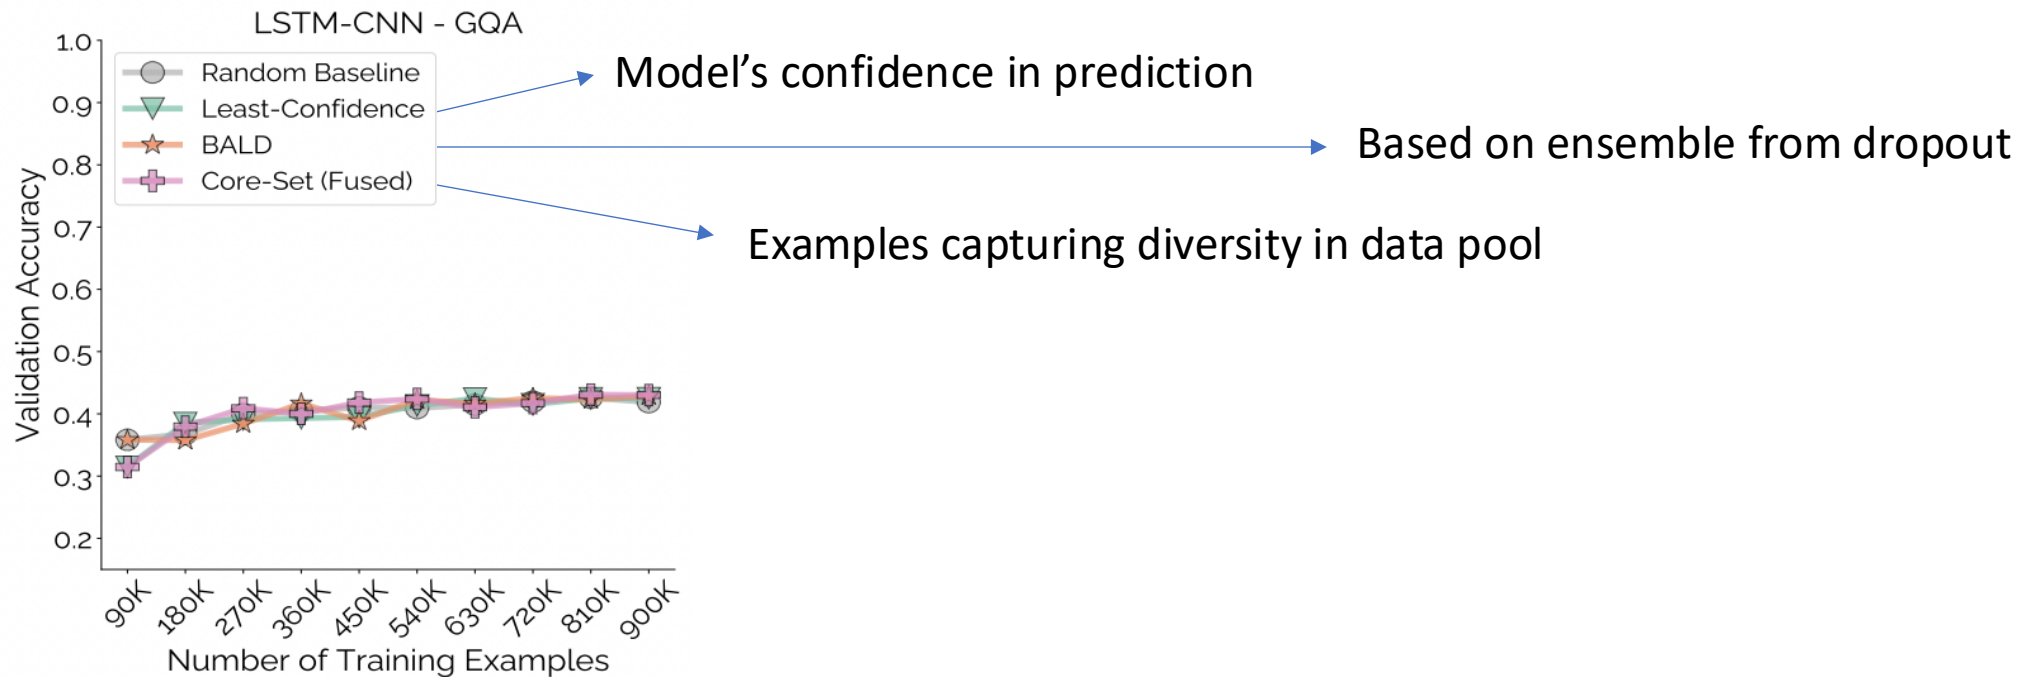 LSTM-CNN - GQA
1.0
0.9
0.8
0.7
0.6
0.5
0.4
0.3
0.2
Validation Accuracy
Random Baseline
Least-Confidence
BALD
Core-Set (Fused)
Model’s confidence in prediction
Based on ensemble from dropout
Examples capturing diversity in data pool
90K
180K
270K
360K
450K
540K
630K
720K
810K
900K
Number of Training Examples